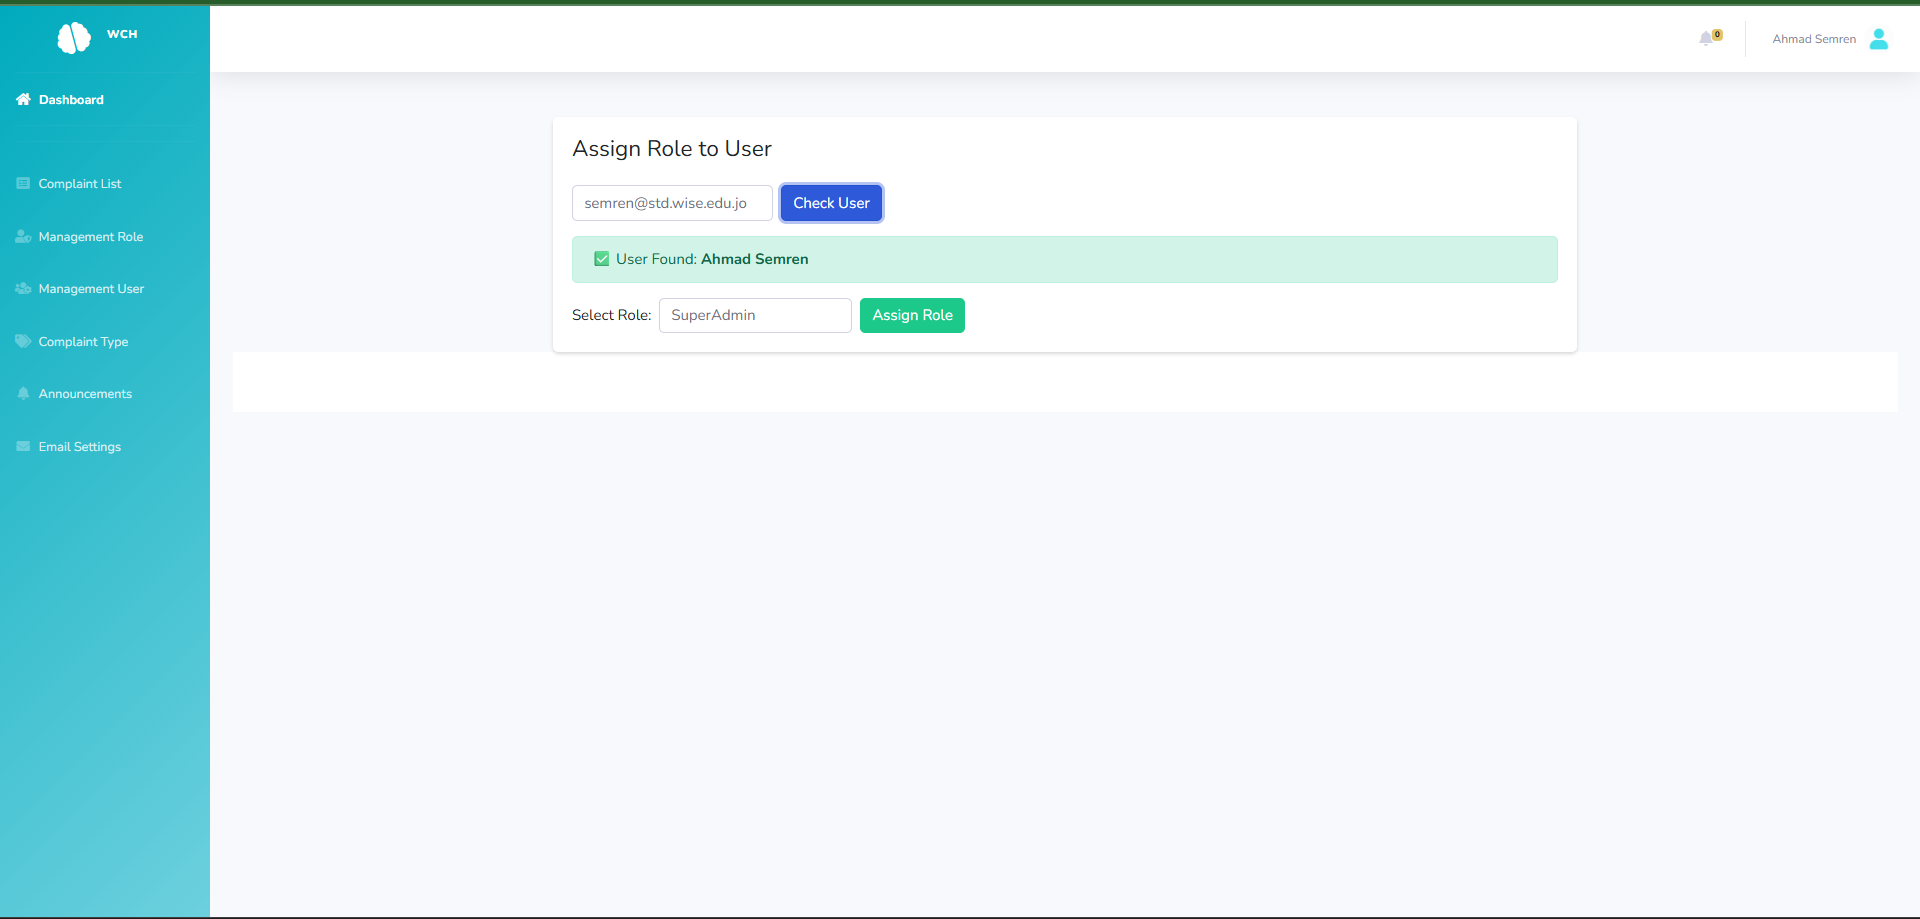 WCH
0
Ahmad Semren
Dashboard
Complaint List
Management Role
Management User
Complaint Type
Announcements
Email Settings
Assign Role to User
semren@std.wise.edu.jo Check User
✅ User Found: Ahmad Semren
Select Role: SuperAdmin Assign Role